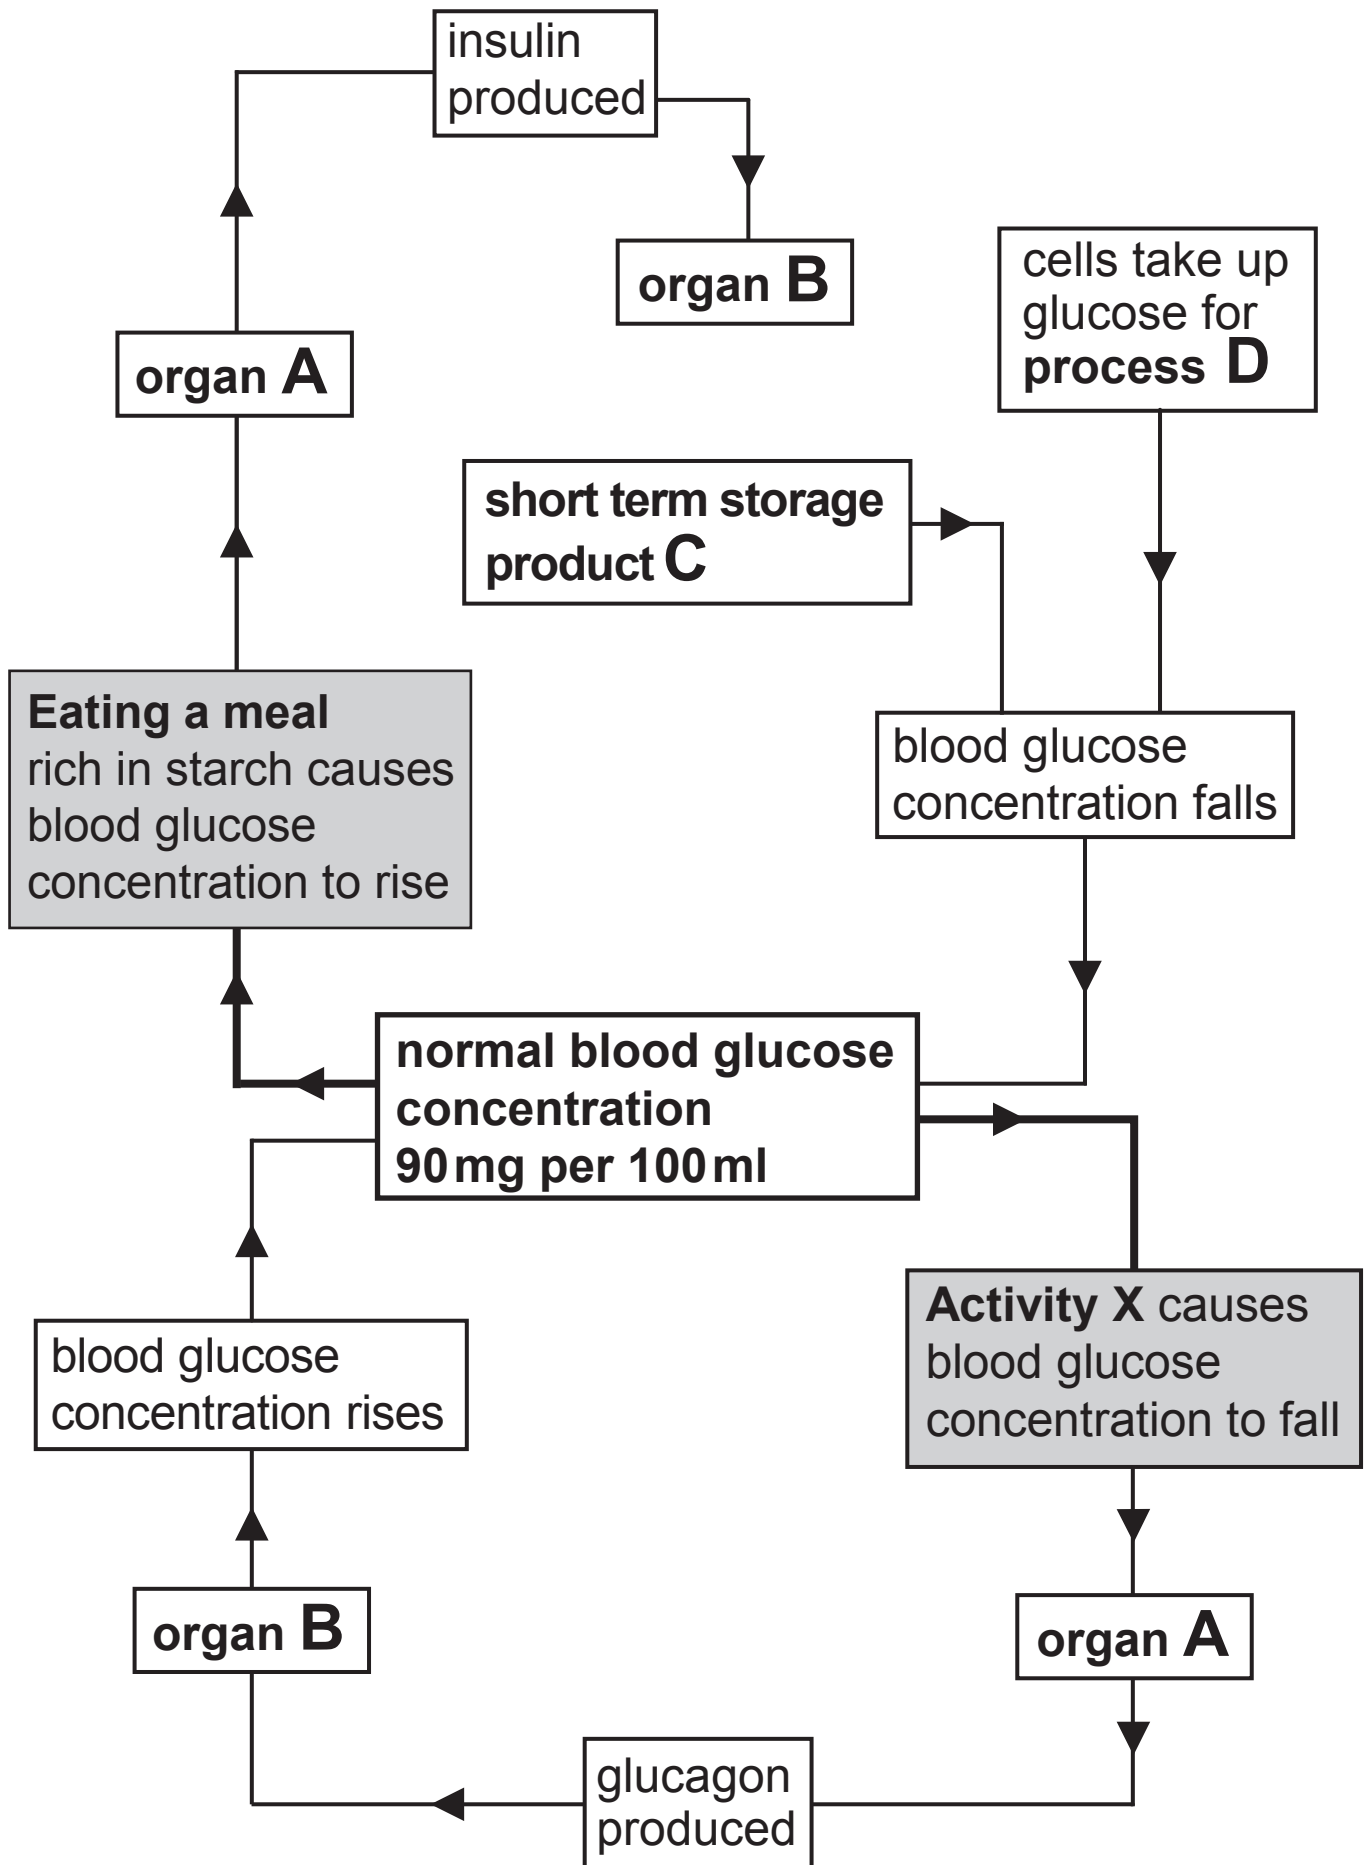 insulin
produced
organ B
cells take up
glucose for
process D
organ A
short term storage
product C
Eating a meal
rich in starch causes
blood glucose
concentration to rise
blood glucose
concentration falls
normal blood glucose
concentration
90 mg per 100 ml
Activity X causes
blood glucose
concentration to fall
blood glucose
concentration rises
organ B
organ A
glucagon
produced